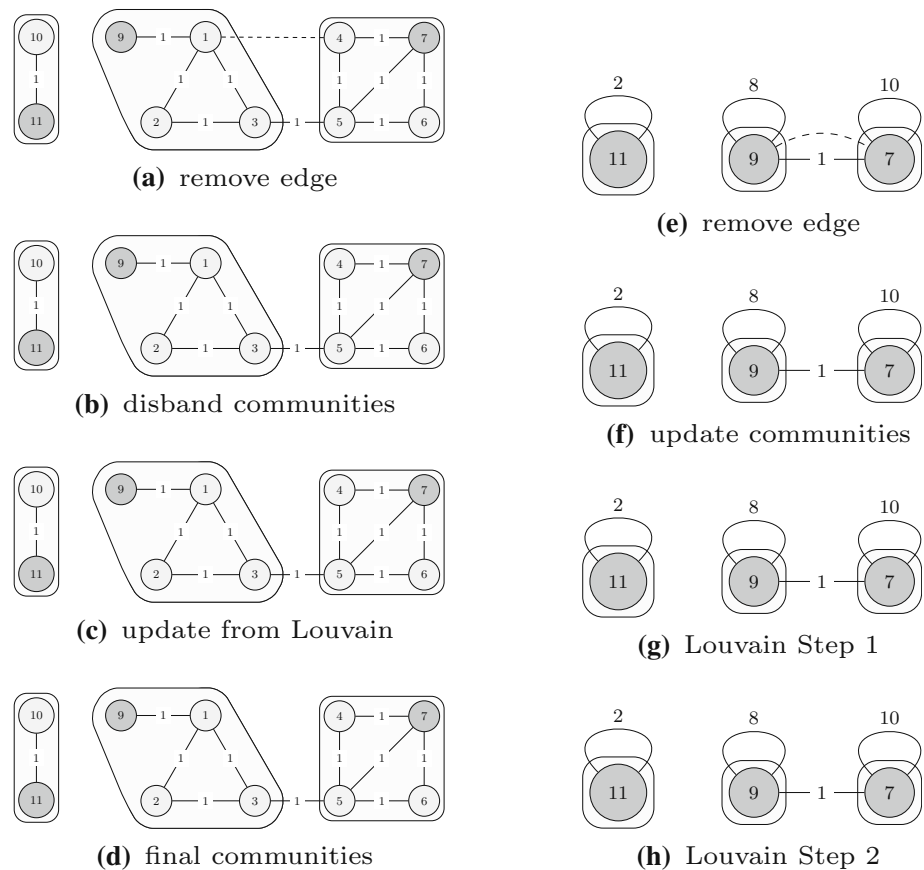 10 9 1 1 4 1 7
1 1 1 1 1 1
11 2 1 3 1 5 1 6
(a) remove edge
10 9 1 1 4 1 7
1 1 1 1 1 1
11 2 1 3 1 5 1 6
(b) disband communities
10 9 1 1 4 1 7
1 1 1 1 1 1
11 2 1 3 1 5 1 6
(c) update from Louvain
10 9 1 1 4 1 7
1 1 1 1 1 1
11 2 1 3 1 5 1 6
(d) final communities
2 8 10
11 9 1 7
(e) remove edge
2 8 10
11 9 1 7
(f) update communities
2 8 10
11 9 1 7
(g) Louvain Step 1
2 8 10
11 9 1 7
(h) Louvain Step 2